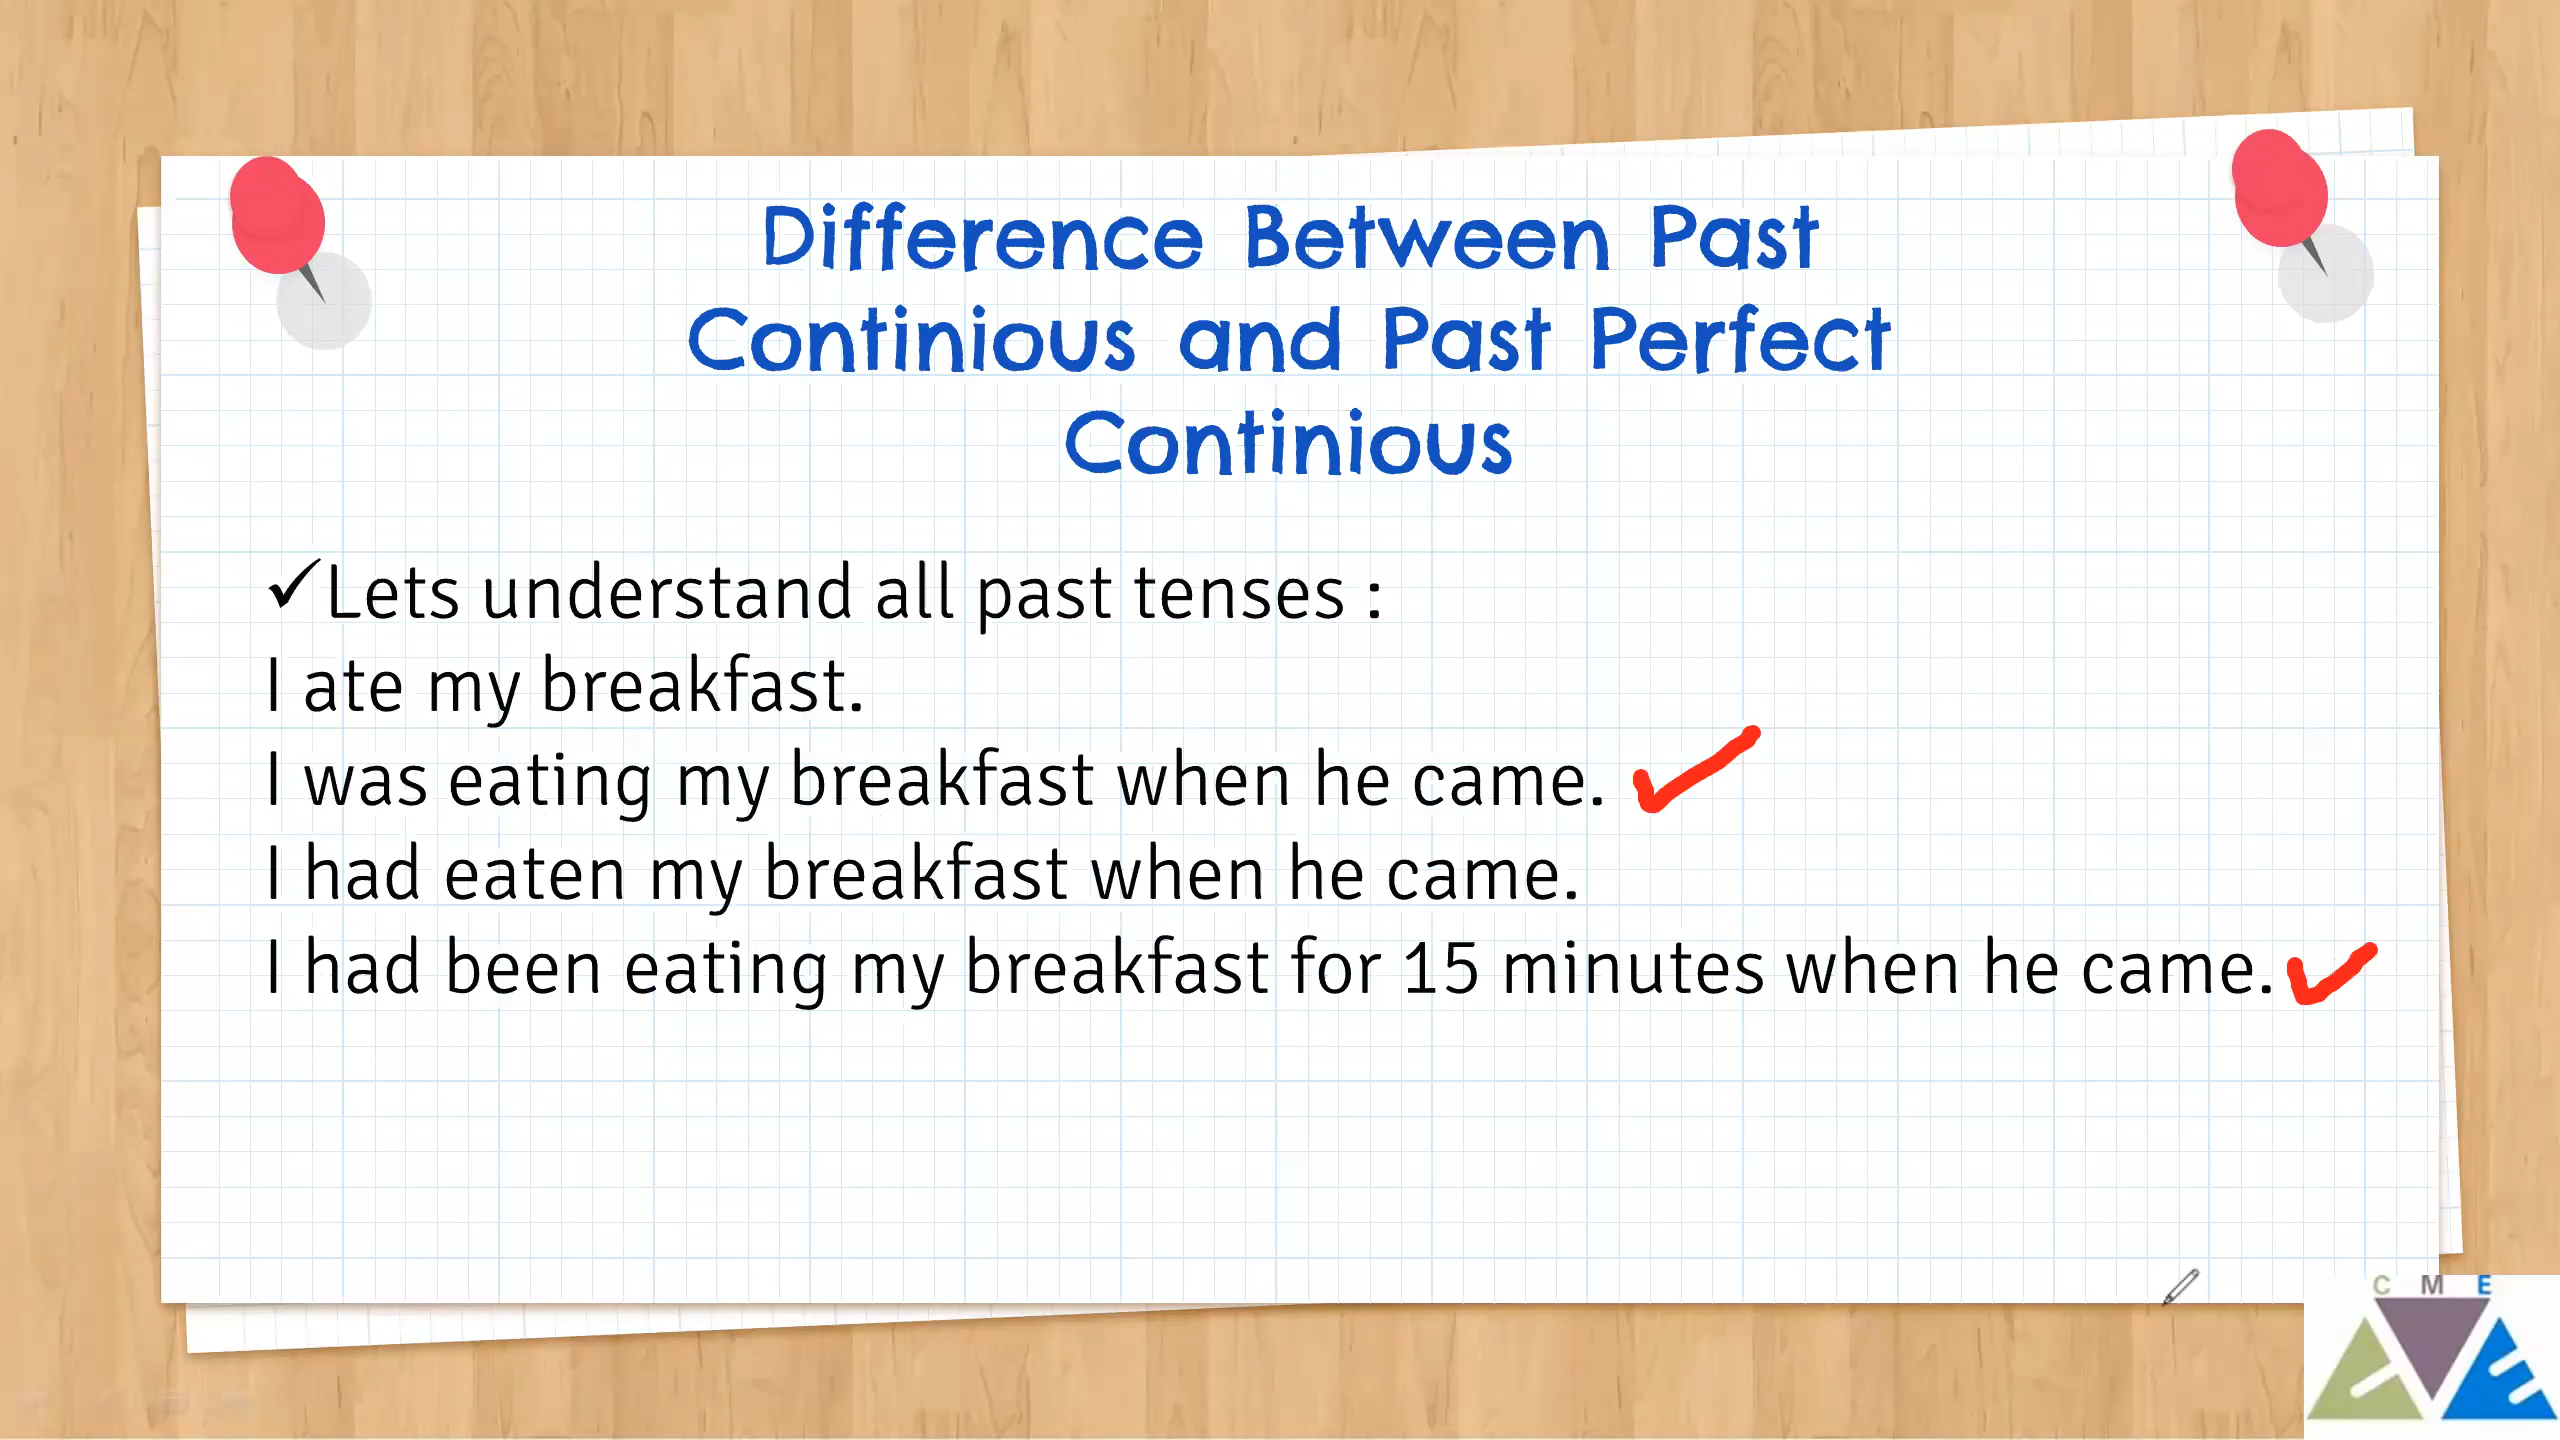 Difference Between Past
Continious and Past Perfect
Continious
✓Lets understand all past tenses :
I ate my breakfast.
I was eating my breakfast when he came.
I had eaten my breakfast when he came.
I had been eating my breakfast for 15 minutes when he came.
C M E